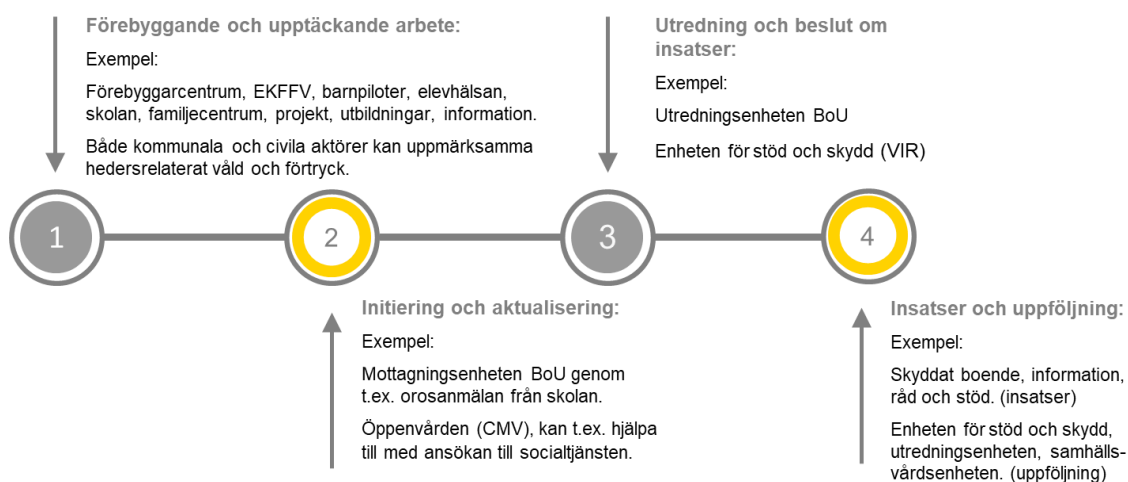 Förebyggande och upptäckande arbete:
Exempel:
Förebyggarcentrum, EKFFV, barnpiloter, elevhälsan,
skolan, familjecentrum, projekt, utbildningar, information.
Både kommunala och civila aktörer kan uppmärksamma
hedersrelaterat våld och förtryck.
Utredning och beslut om
insatser:
Exempel:
Utredningsenheten BoU
Enheten för stöd och skydd (VIR)
1
2
3
4
Initiering och aktualisering:
Exempel:
Mottagningsenheten BoU genom
t.ex. orosanmälan från skolan.
Öppenvården (CMV), kan t.ex. hjälpa
till med ansökan till socialtjänsten.
Insatser och uppföljning:
Exempel:
Skyddat boende, information,
råd och stöd. (insatser)
Enheten för stöd och skydd,
utredningsenheten, samhälls-
vårdsenheten. (uppföljning)